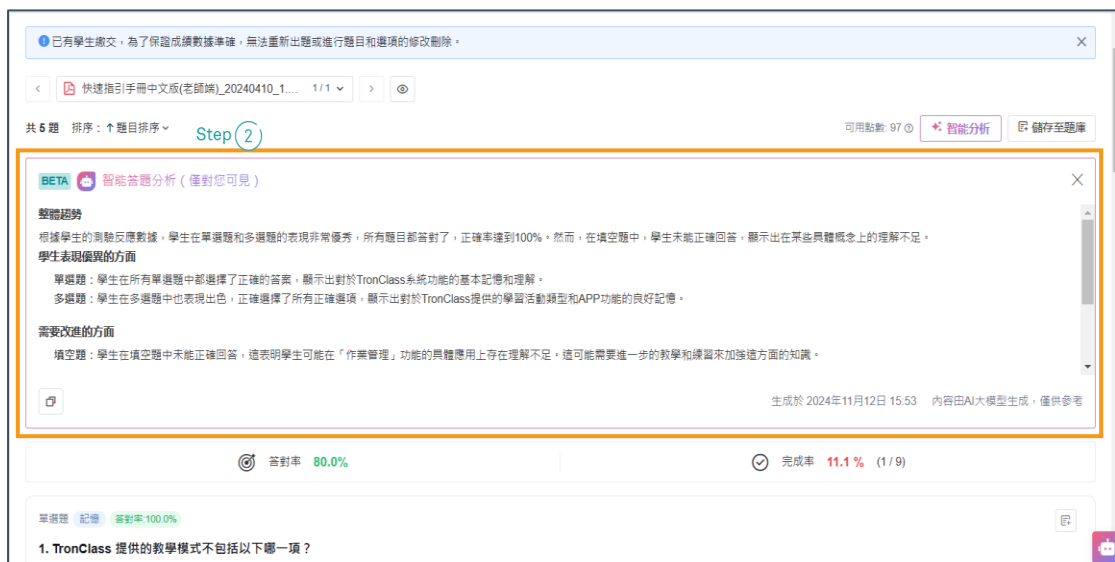 已有學生繳交，為了保證成績數據準確，無法重新出題或進行題目和選項的修改刪除。
快速指引手冊中文版(老師端)_20240410_1.... 1/1
共 5 題 排序：↑題目排序 Step 2 可用點數: 97 智能分析 儲存至題庫
BETA 智能答題分析（僅對您可見）
整體趨勢
根據學生的測驗反應數據，學生在單選題和多選題的表現非常優秀，所有題目都答對了，正確率達到100%。然而，在填空題中，學生未能正確回答，顯示出在某些具體概念上的理解不足。
學生表現優異的方面
單選題：學生在所有單選題中都選擇了正確的答案，顯示出對於TronClass系統功能的基本記憶和理解。
多選題：學生在多選題中也表現出色，正確選擇了所有正確選項，顯示出對於TronClass提供的學習活動類型和APP功能的良好記憶。
需要改進的方面
填空題：學生在填空題中未能正確回答，這表明學生可能在「作業管理」功能的具體應用上存在理解不足。這可能需要進一步的教學和練習來加強這方面的知識。
生成於 2024年11月12日 15:53 內容由AI大模型生成，僅供參考
答對率 80.0% 完成率 11.1 % (1 / 9)
單選題 記憶 答對率:100.0%
1. TronClass 提供的教學模式不包括以下哪一項？